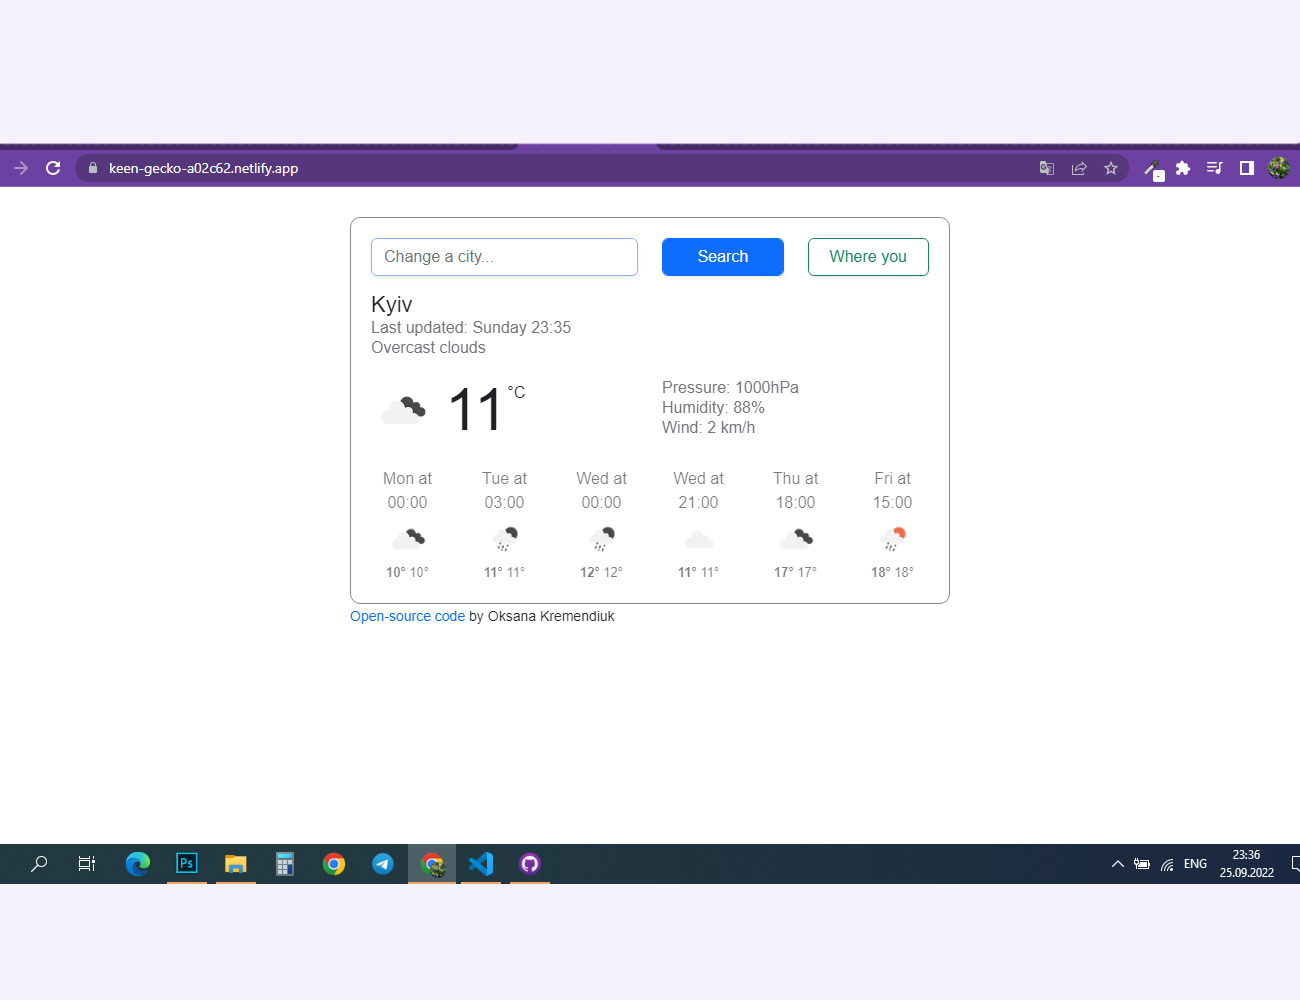 keen-gecko-a02c62.netlify.app
Change a city...
Search
Where you
Kyiv
Last updated: Sunday 23:35
Overcast clouds
11 °C
Pressure: 1000hPa
Humidity: 88%
Wind: 2 km/h
Mon at
00:00
10° 10°
Tue at
03:00
11° 11°
Wed at
00:00
12° 12°
Wed at
21:00
11° 11°
Thu at
18:00
17° 17°
Fri at
15:00
18° 18°
Open-source code by Oksana Kremendiuk
Ps
ENG
23:36
25.09.2022